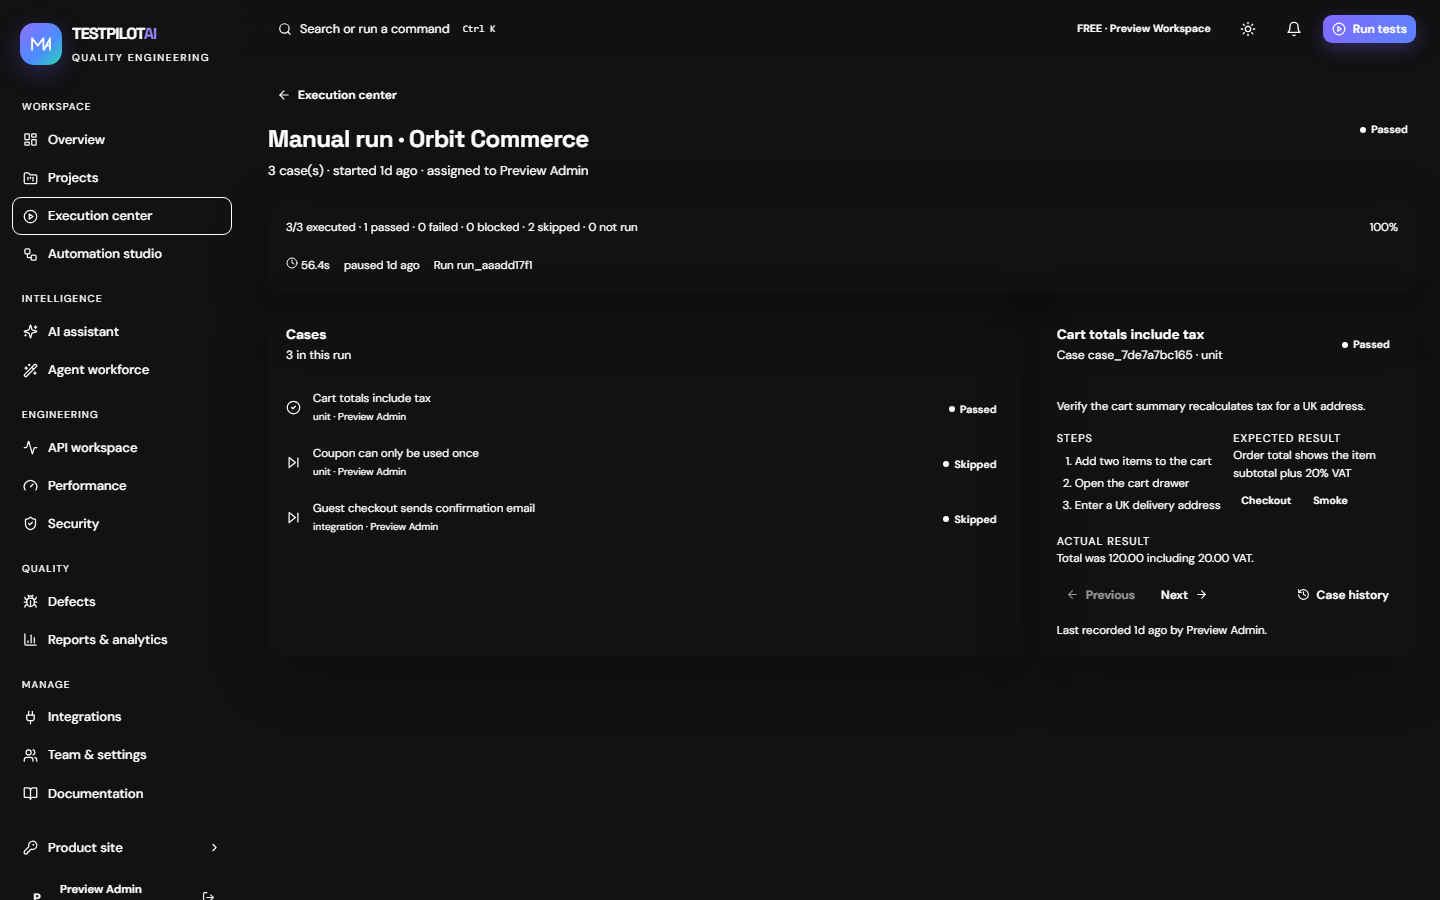 TESTPILOTAI
QUALITY ENGINEERING
Search or run a command Ctrl K
FREE · Preview Workspace
Run tests
WORKSPACE
Overview
Projects
Execution center
Automation studio
INTELLIGENCE
AI assistant
Agent workforce
ENGINEERING
API workspace
Performance
Security
QUALITY
Defects
Reports & analytics
MANAGE
Integrations
Team & settings
Documentation
Product site
P
Preview Admin
Execution center
Manual run · Orbit Commerce
Passed
3 case(s) · started 1d ago · assigned to Preview Admin
3/3 executed · 1 passed · 0 failed · 0 blocked · 2 skipped · 0 not run
100%
56.4s paused 1d ago Run run_aaadd17f1
Cases
3 in this run
Cart totals include tax
unit · Preview Admin
Passed
Coupon can only be used once
unit · Preview Admin
Skipped
Guest checkout sends confirmation email
integration · Preview Admin
Skipped
Cart totals include tax
Case case_7de7a7bc165 · unit
Passed
Verify the cart summary recalculates tax for a UK address.
STEPS
1. Add two items to the cart
2. Open the cart drawer
3. Enter a UK delivery address
EXPECTED RESULT
Order total shows the item
subtotal plus 20% VAT
Checkout Smoke
ACTUAL RESULT
Total was 120.00 including 20.00 VAT.
Previous Next Case history
Last recorded 1d ago by Preview Admin.